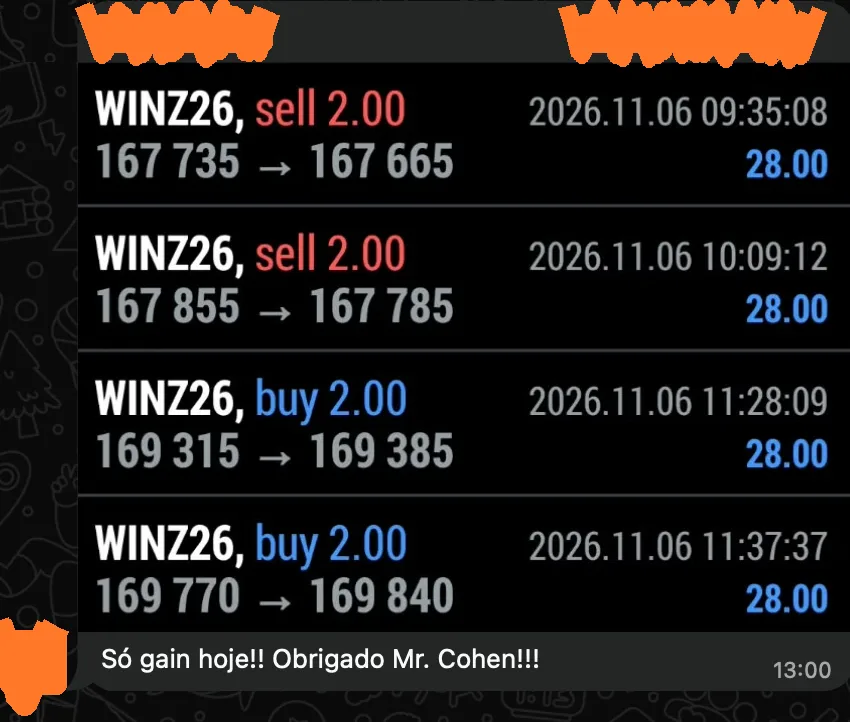 WINZ26, sell 2.00 2026.11.06 09:35:08
167 735 → 167 665 28.00
WINZ26, sell 2.00 2026.11.06 10:09:12
167 855 → 167 785 28.00
WINZ26, buy 2.00 2026.11.06 11:28:09
169 315 → 169 385 28.00
WINZ26, buy 2.00 2026.11.06 11:37:37
169 770 → 169 840 28.00
Só gain hoje!! Obrigado Mr. Cohen!!!
13:00